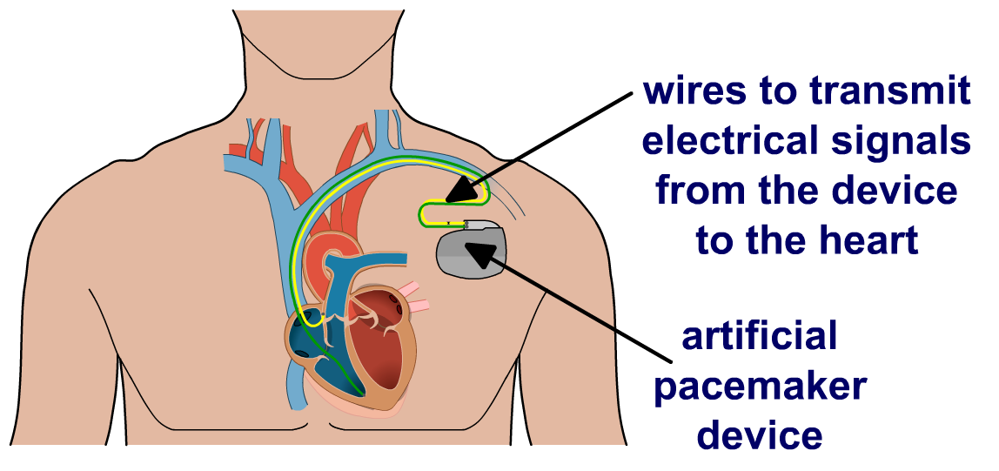 wires to transmit
electrical signals
from the device
to the heart
artificial
pacemaker
device